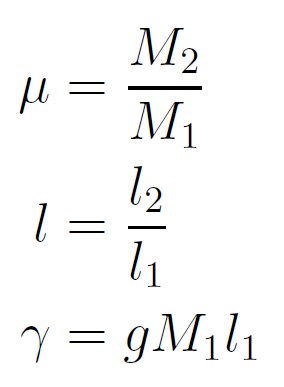 μ = M₂/M₁
l = l₂/l₁
γ = gM₁l₁